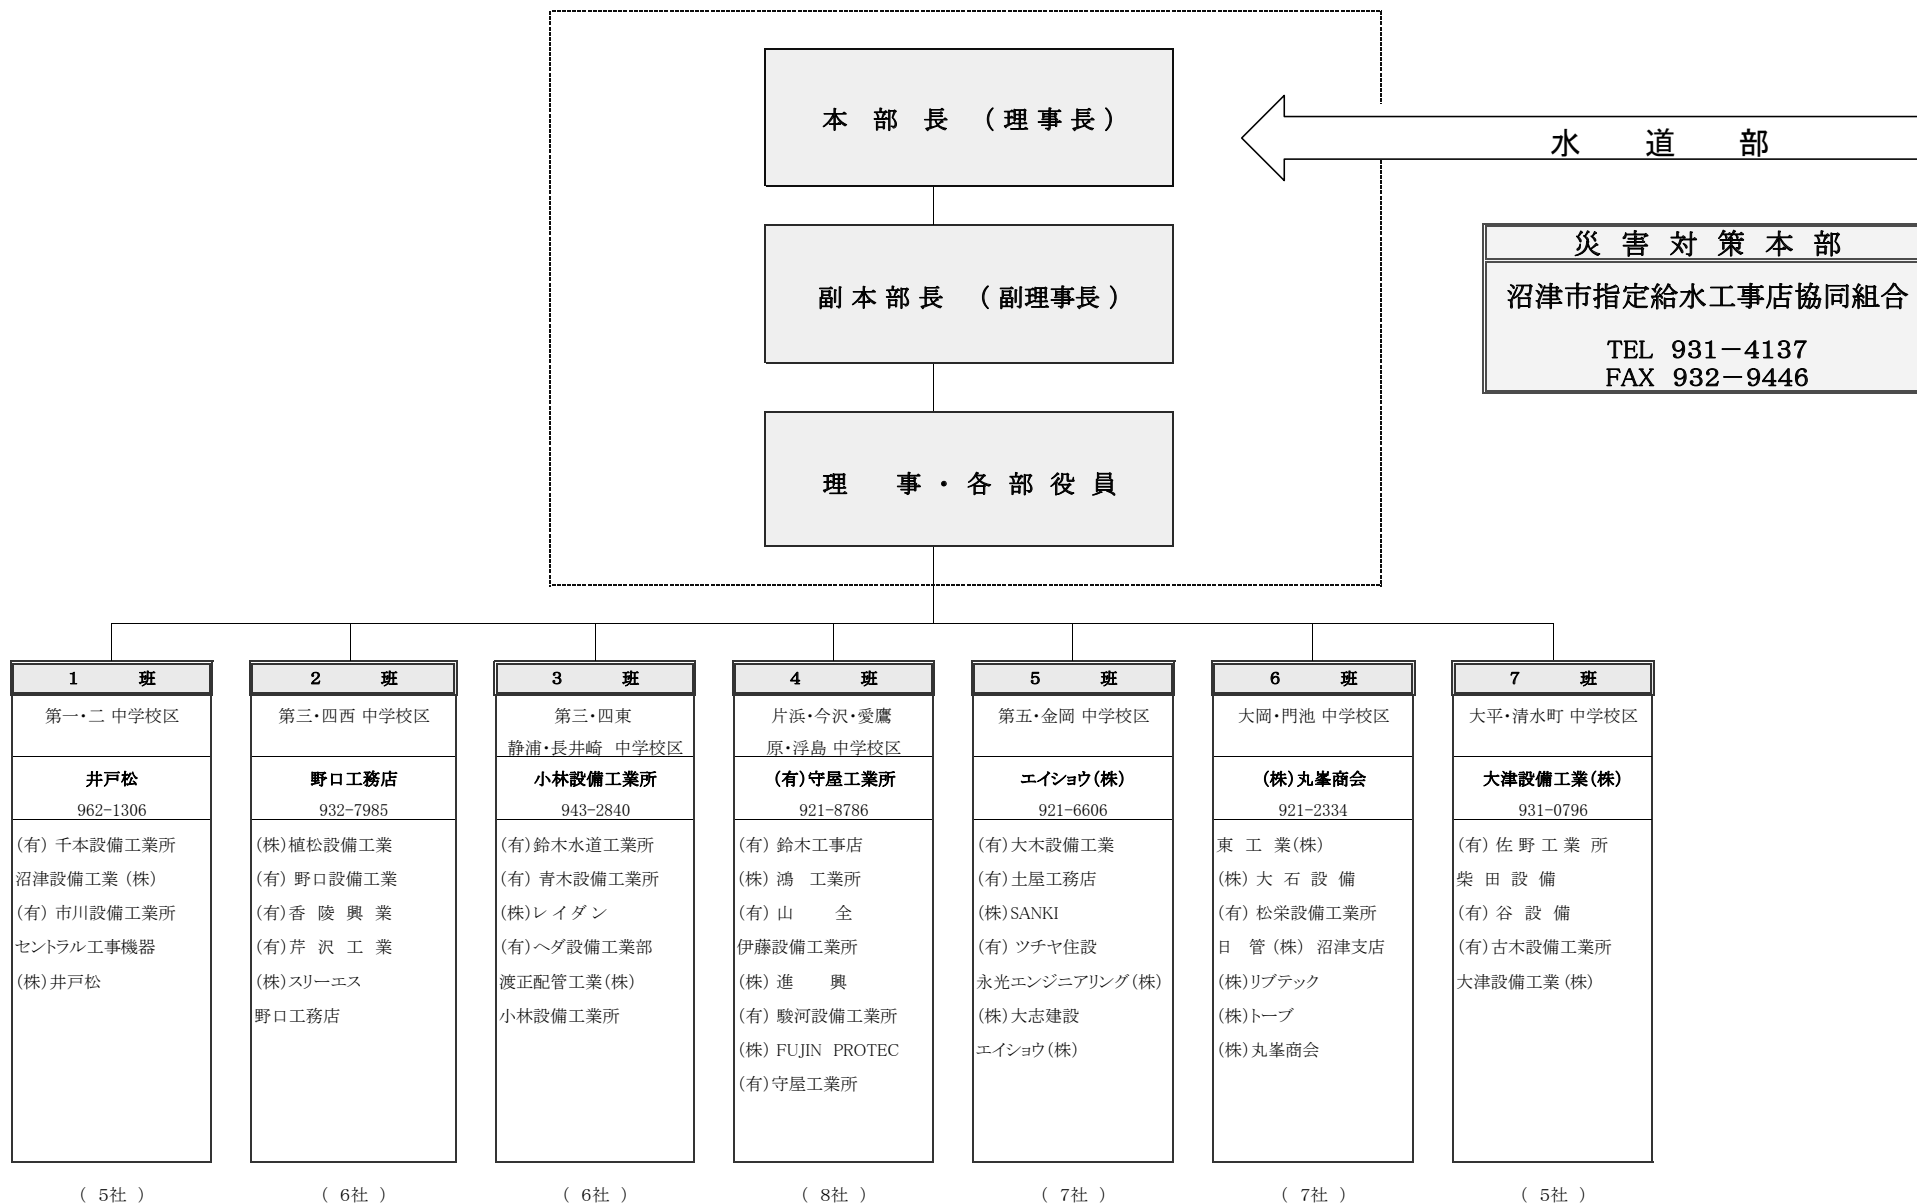 本部長（理事長）
水道部
災害対策本部
沼津市指定給水工事店協同組合
TEL 931－4137
FAX 932－9446
副本部長（副理事長）
理事・各部役員
1 班
第一・二 中学校区
井戸松
962-1306
(有) 千本設備工業所
沼津設備工業 (株)
(有) 市川設備工業所
セントラル工事機器
(株)井戸松
( 5社 )
2 班
第三・四西 中学校区
野口工務店
932-7985
(株)植松設備工業
(有) 野口設備工業
(有)香 陵 興 業
(有)芹 沢 工 業
(株)スリーエス
野口工務店
( 6社 )
3 班
第三・四東
静浦・長井崎 中学校区
小林設備工業所
943-2840
(有)鈴木水道工業所
(有) 青木設備工業所
(株)レイダン
(有)ヘダ設備工業部
渡正配管工業(株)
小林設備工業所
( 6社 )
4 班
片浜・今沢・愛鷹
原・浮島 中学校区
(有)守屋工業所
921-8786
(有) 鈴木工事店
(株) 鴻 工業所
(有) 山 全
伊藤設備工業所
(株) 進 興
(有) 駿河設備工業所
(株) FUJIN PROTEC
(有)守屋工業所
( 8社 )
5 班
第五・金岡 中学校区
エイショウ(株)
921-6606
(有)大木設備工業
(有)土屋工務店
(株)SANKI
(有) ツチヤ住設
永光エンジニアリング(株)
(株)大志建設
エイショウ(株)
( 7社 )
6 班
大岡・門池 中学校区
(株)丸峯商会
921-2334
東 工 業(株)
(株) 大 石 設 備
(有) 松栄設備工業所
日 管 (株) 沼津支店
(株)リブテック
(株)トーブ
(株)丸峯商会
( 7社 )
7 班
大平・清水町 中学校区
大津設備工業(株)
931-0796
(有) 佐 野 工 業 所
柴 田 設 備
(有) 谷 設 備
(有)古木設備工業所
大津設備工業 (株)
( 5社 )